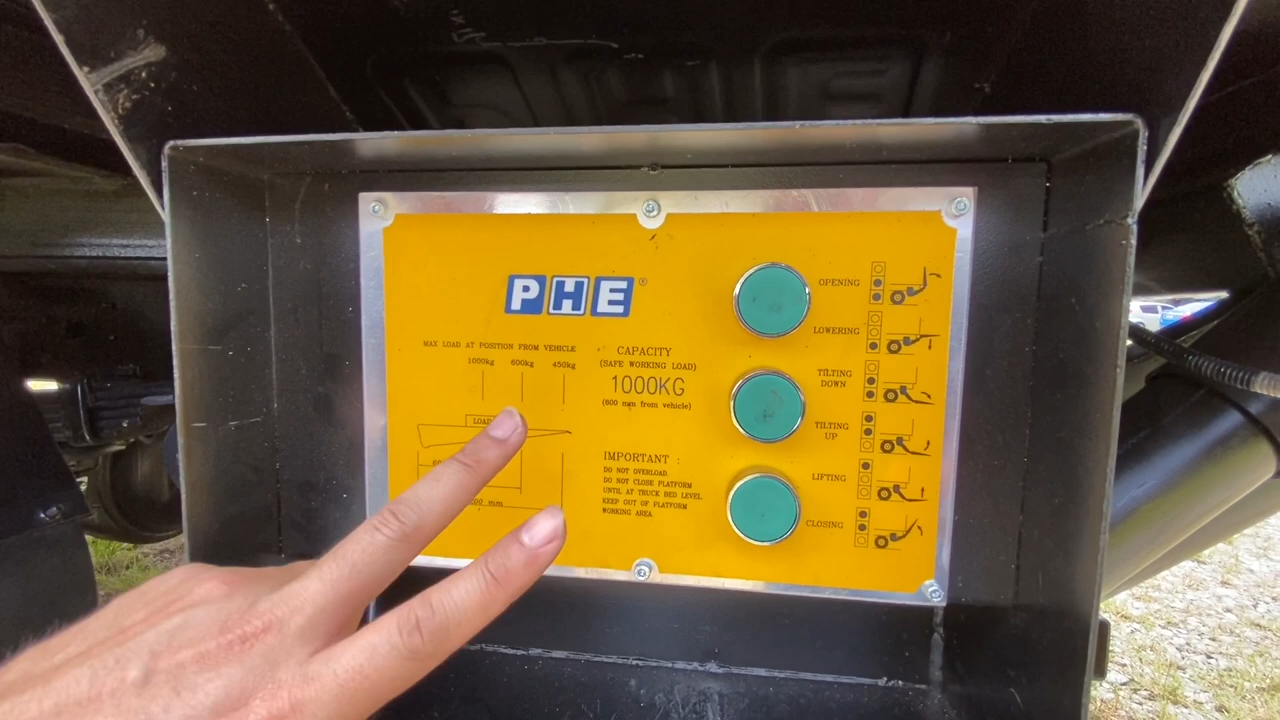 PHE®
MAX LOAD AT POSITION FROM VEHICLE
1000kg 600kg 450kg
LOAD
mm
CAPACITY
(SAFE WORKING LOAD)
1000KG
(600 mm from vehicle)
IMPORTANT :
DO NOT OVERLOAD.
DO NOT CLOSE PLATFORM
UNTIL AT TRUCK BED LEVEL.
KEEP OUT OF PLATFORM
WORKING AREA.
OPENING
LOWERING
TILTING
DOWN
TILTING
UP
LIFTING
CLOSING